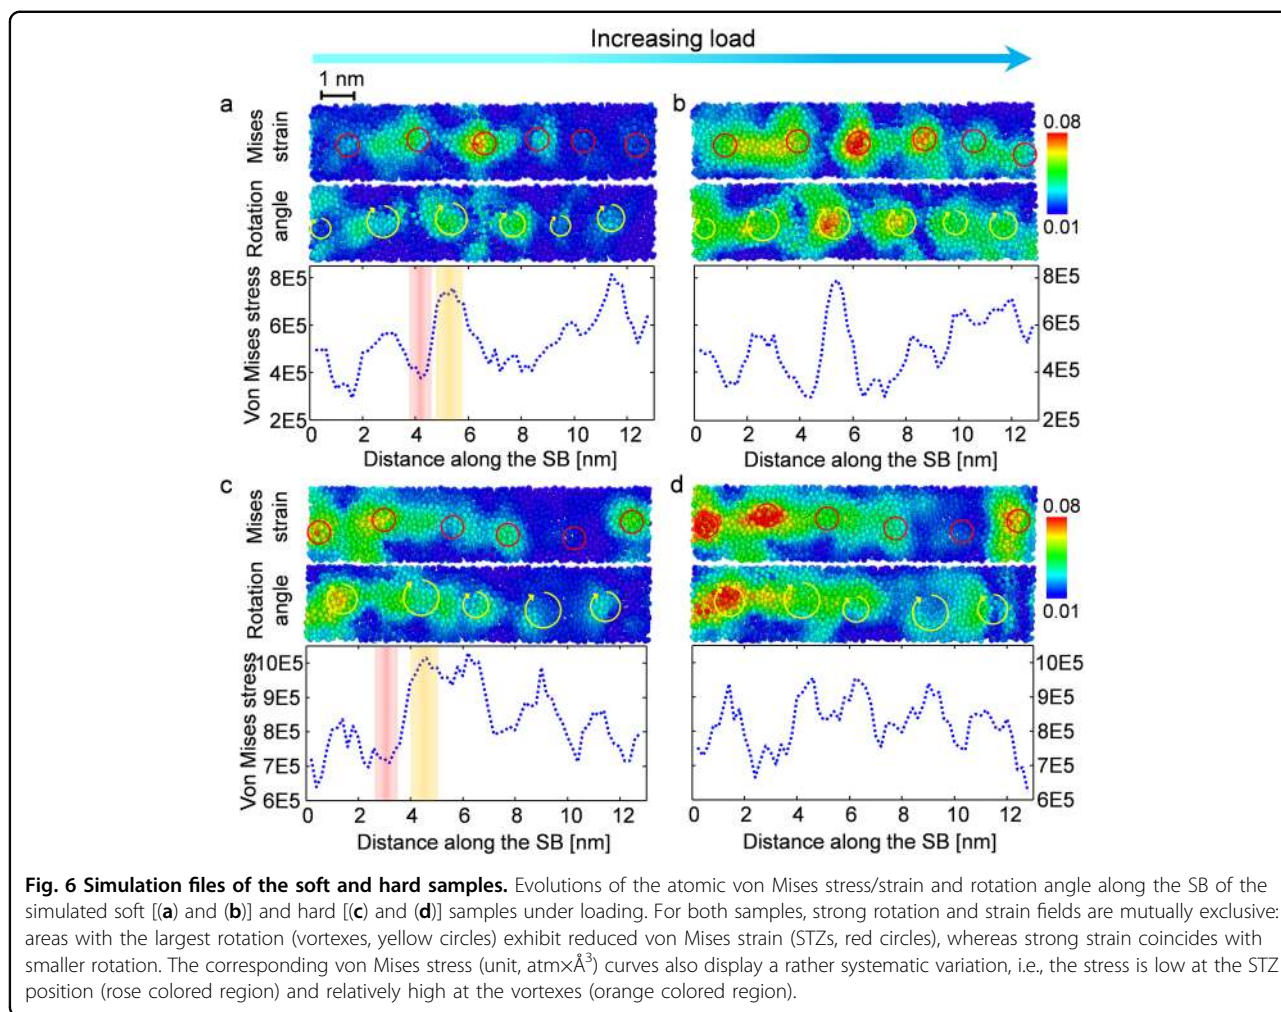 Increasing load
1 nm
a
b
Mises strain
Rotation angle
0.08
0.01
Von Mises stress
8E5
6E5
4E5
2E5
0 2 4 6 8 10 12
Distance along the SB [nm]
8E5
6E5
4E5
2E5
0 2 4 6 8 10 12
Distance along the SB [nm]
c
d
Mises strain
Rotation angle
0.08
0.01
Von Mises stress
10E5
9E5
8E5
7E5
6E5
0 2 4 6 8 10 12
Distance along the SB [nm]
10E5
9E5
8E5
7E5
6E5
0 2 4 6 8 10 12
Distance along the SB [nm]
Fig. 6 Simulation files of the soft and hard samples. Evolutions of the atomic von Mises stress/strain and rotation angle along the SB of the
simulated soft [(a) and (b)] and hard [(c) and (d)] samples under loading. For both samples, strong rotation and strain fields are mutually exclusive:
areas with the largest rotation (vortexes, yellow circles) exhibit reduced von Mises strain (STZs, red circles), whereas strong strain coincides with
smaller rotation. The corresponding von Mises stress (unit, atm×Å³) curves also display a rather systematic variation, i.e., the stress is low at the STZ
position (rose colored region) and relatively high at the vortexes (orange colored region).